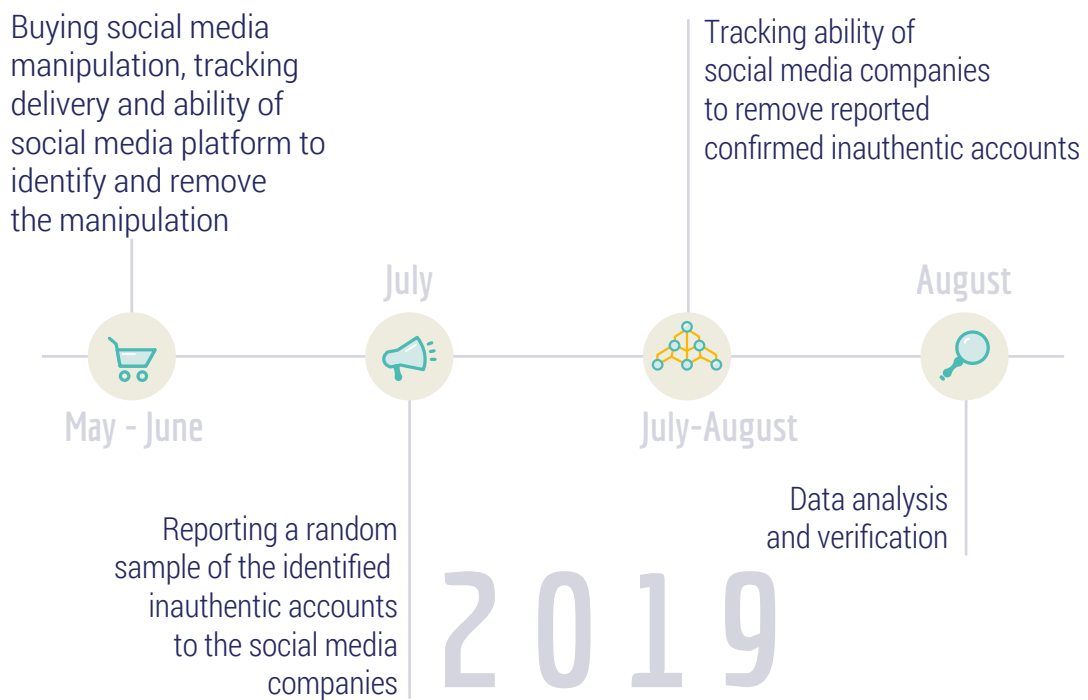 Buying social media
manipulation, tracking
delivery and ability of
social media platform to
identify and remove
the manipulation
May - June
July
Reporting a random
sample of the identified
inauthentic accounts
to the social media
companies
Tracking ability of
social media companies
to remove reported
confirmed inauthentic accounts
July-August
August
Data analysis
and verification
2019